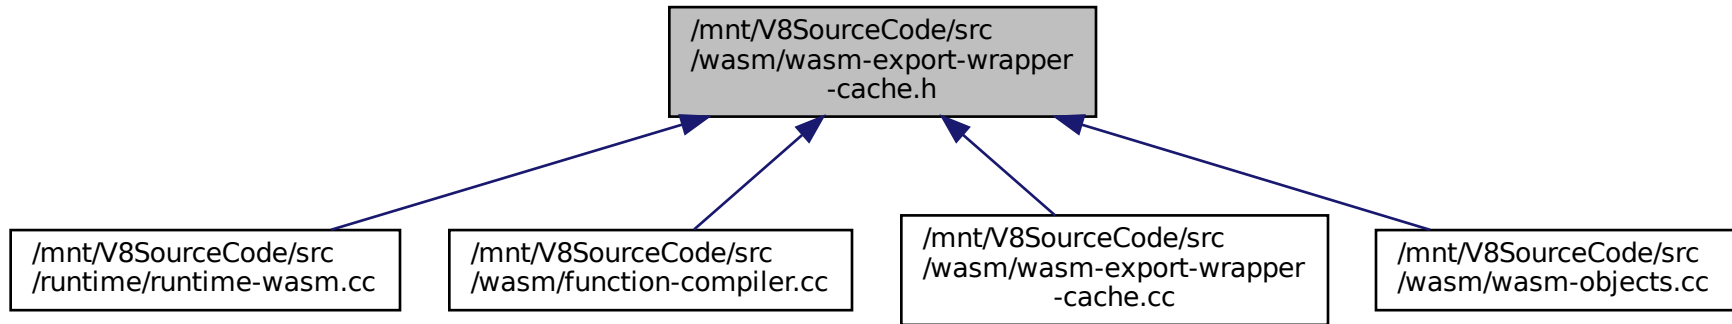 /mnt/V8SourceCode/src
/wasm/wasm-export-wrapper
-cache.h
/mnt/V8SourceCode/src
/runtime/runtime-wasm.cc
/mnt/V8SourceCode/src
/wasm/function-compiler.cc
/mnt/V8SourceCode/src
/wasm/wasm-export-wrapper
-cache.cc
/mnt/V8SourceCode/src
/wasm/wasm-objects.cc